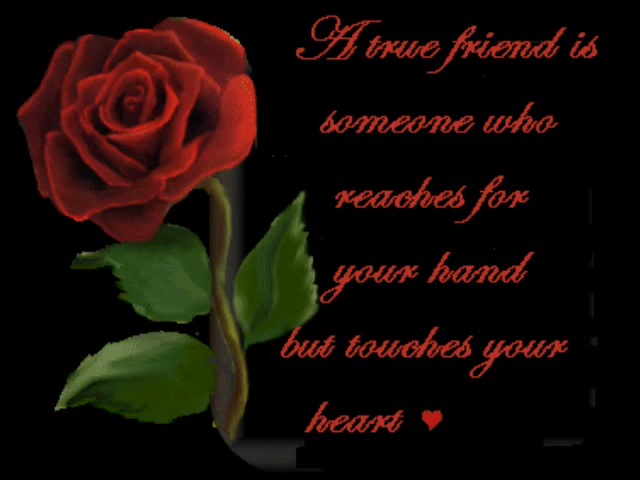 A true friend is
someone who
reaches for
your hand
but touches your
heart ♥